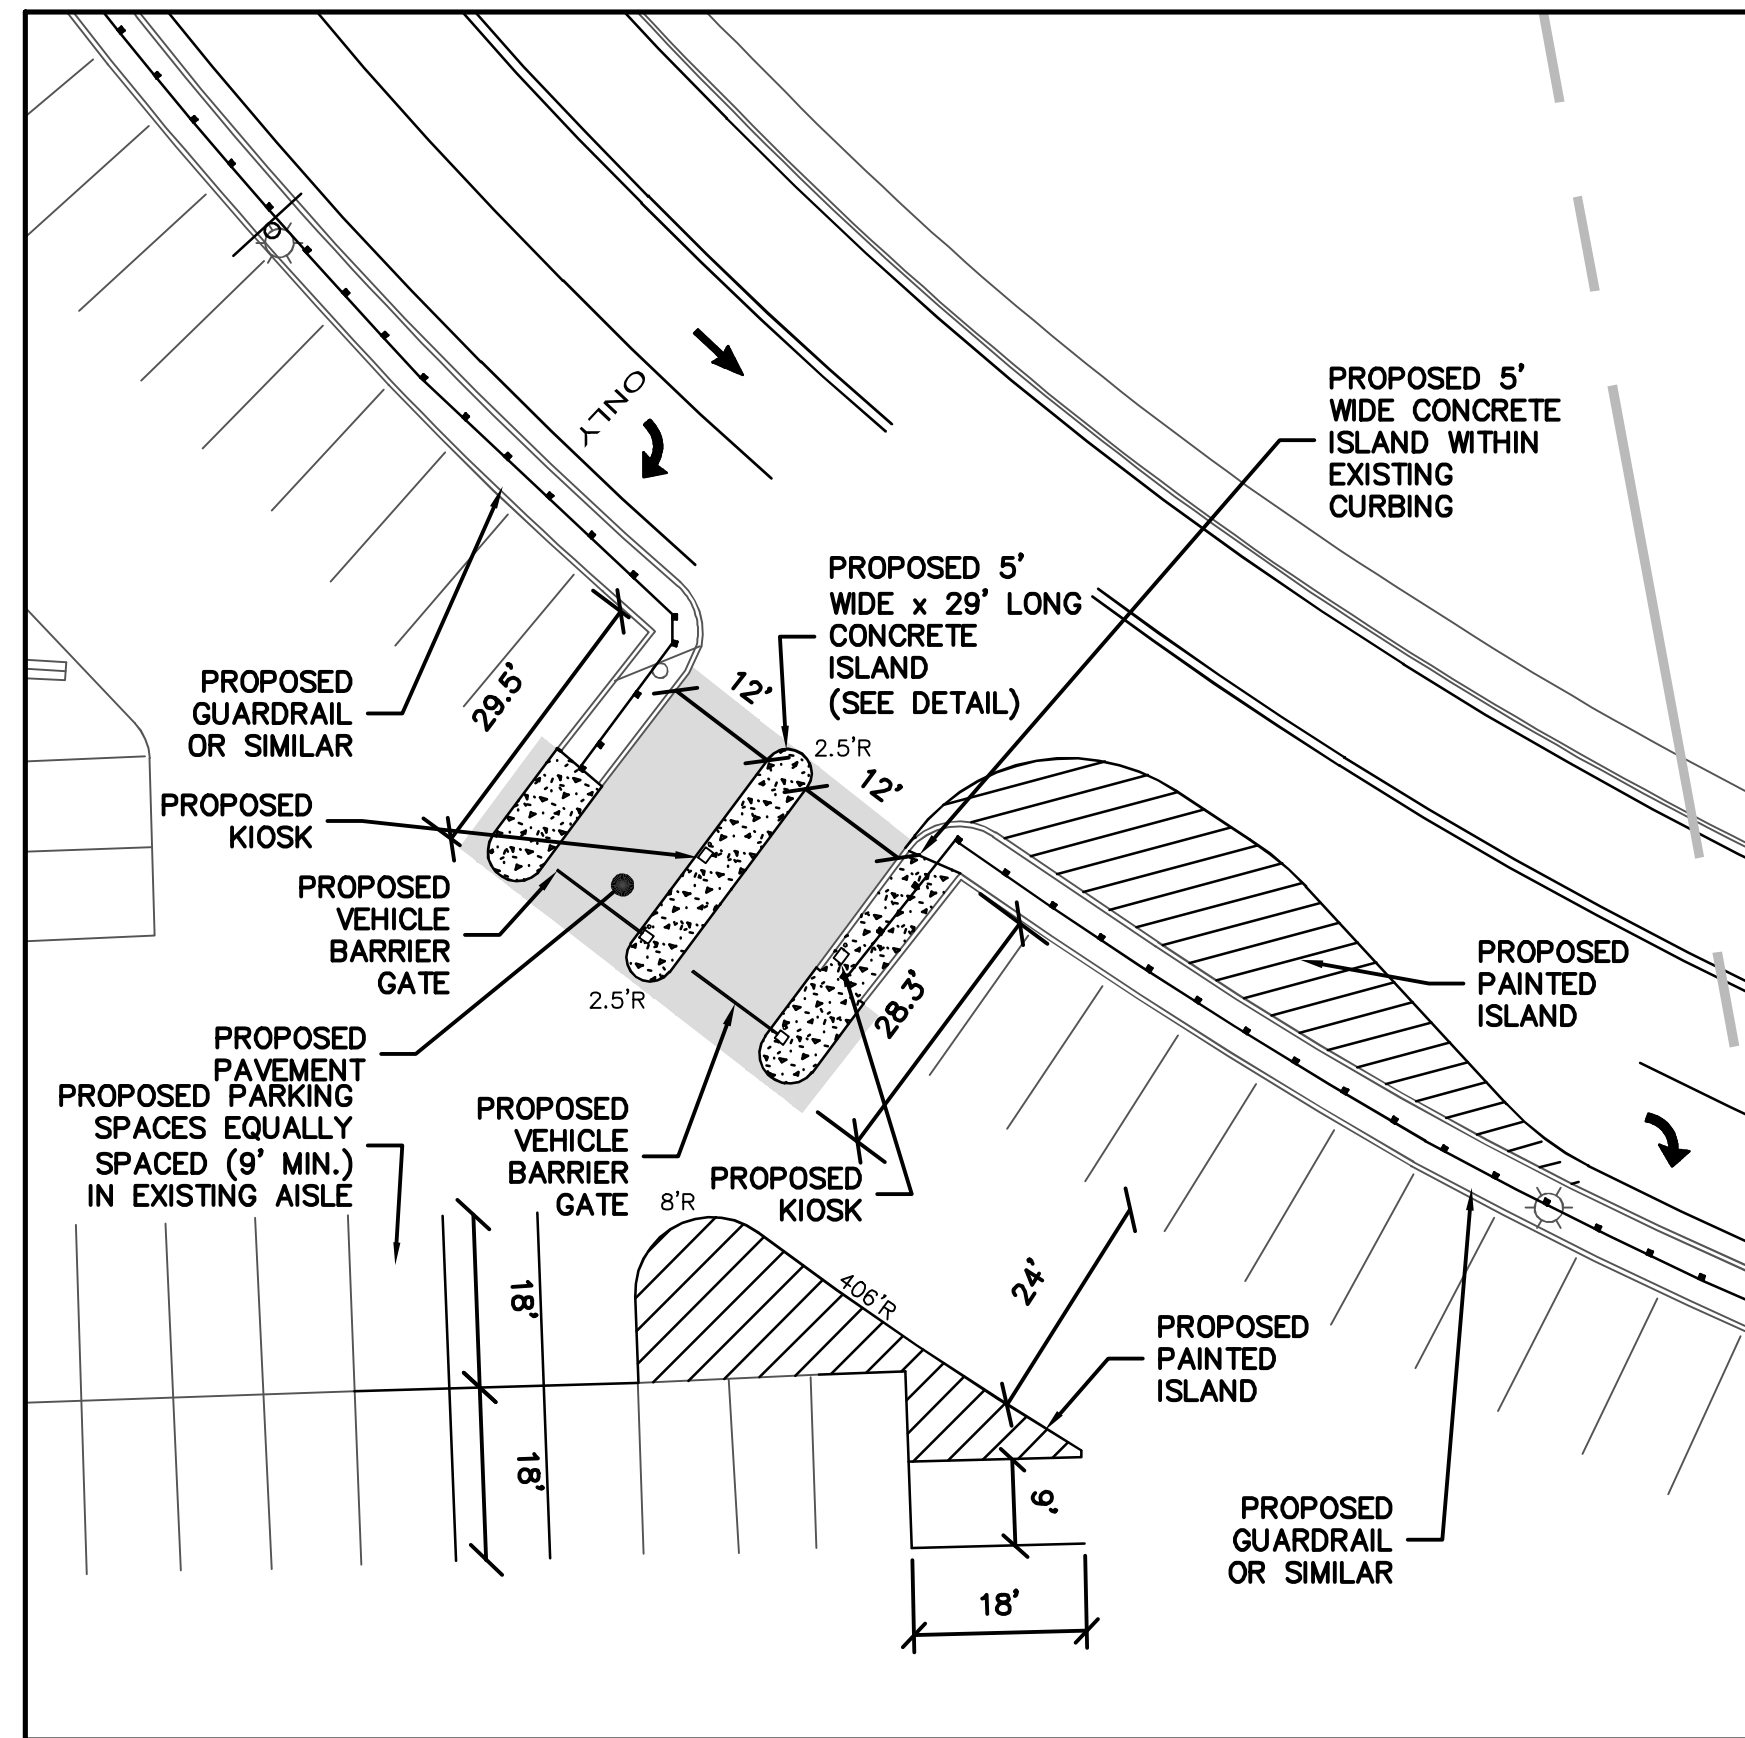 ONLY
PROPOSED 5'
WIDE CONCRETE
ISLAND WITHIN
EXISTING
CURBING
PROPOSED 5'
WIDE x 29' LONG
CONCRETE
ISLAND
(SEE DETAIL)
PROPOSED
GUARDRAIL
OR SIMILAR
29.5'
12'
2.5'R
12'
PROPOSED
KIOSK
PROPOSED
VEHICLE
BARRIER
GATE
2.5'R
28.3'
PROPOSED
PAINTED
ISLAND
PROPOSED
PAVEMENT
PROPOSED PARKING
SPACES EQUALLY
SPACED (9' MIN.)
IN EXISTING AISLE
PROPOSED
VEHICLE
BARRIER
GATE
PROPOSED
KIOSK
8'R
18'
406'R
24'
PROPOSED
PAINTED
ISLAND
18'
9'
PROPOSED
GUARDRAIL
OR SIMILAR
18'